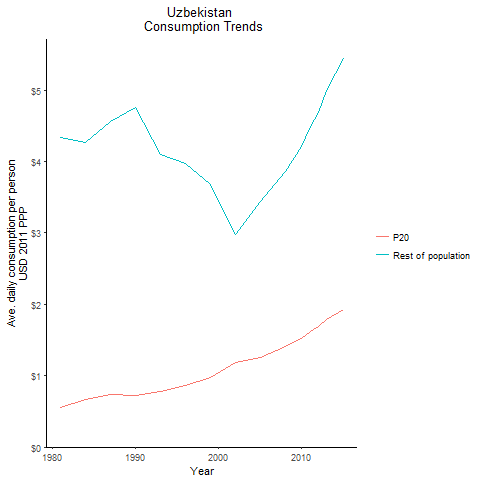 Uzbekistan
Consumption Trends
Ave. daily consumption per person
USD 2011 PPP
$5
$4
$3
$2
$1
$0
1980 1990 2000 2010
Year
P20
Rest of population